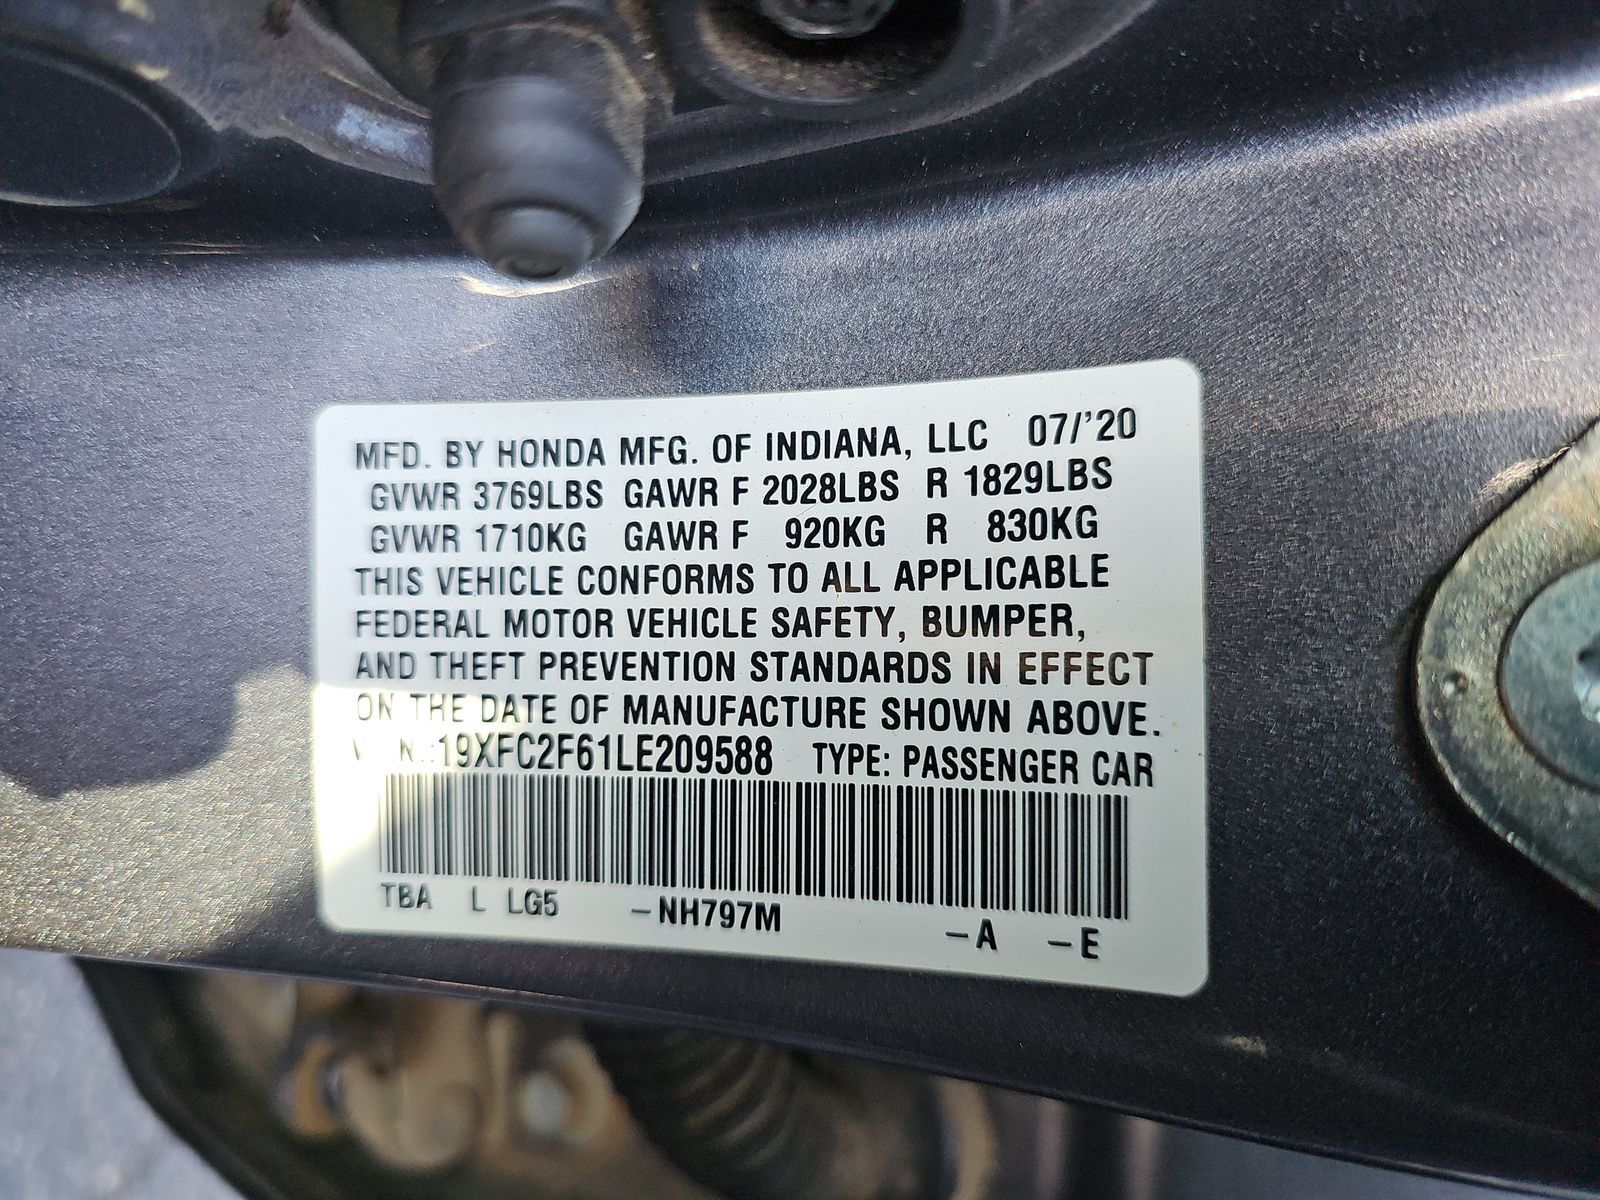 MFD. BY HONDA MFG. OF INDIANA, LLC 07/'20
GVWR 3769LBS GAWR F 2028LBS R 1829LBS
GVWR 1710KG GAWR F 920KG R 830KG
THIS VEHICLE CONFORMS TO ALL APPLICABLE
FEDERAL MOTOR VEHICLE SAFETY, BUMPER,
AND THEFT PREVENTION STANDARDS IN EFFECT
ON THE DATE OF MANUFACTURE SHOWN ABOVE.
19XFC2F61LE209588 TYPE: PASSENGER CAR
TBA L LG5 -NH797M -A -E